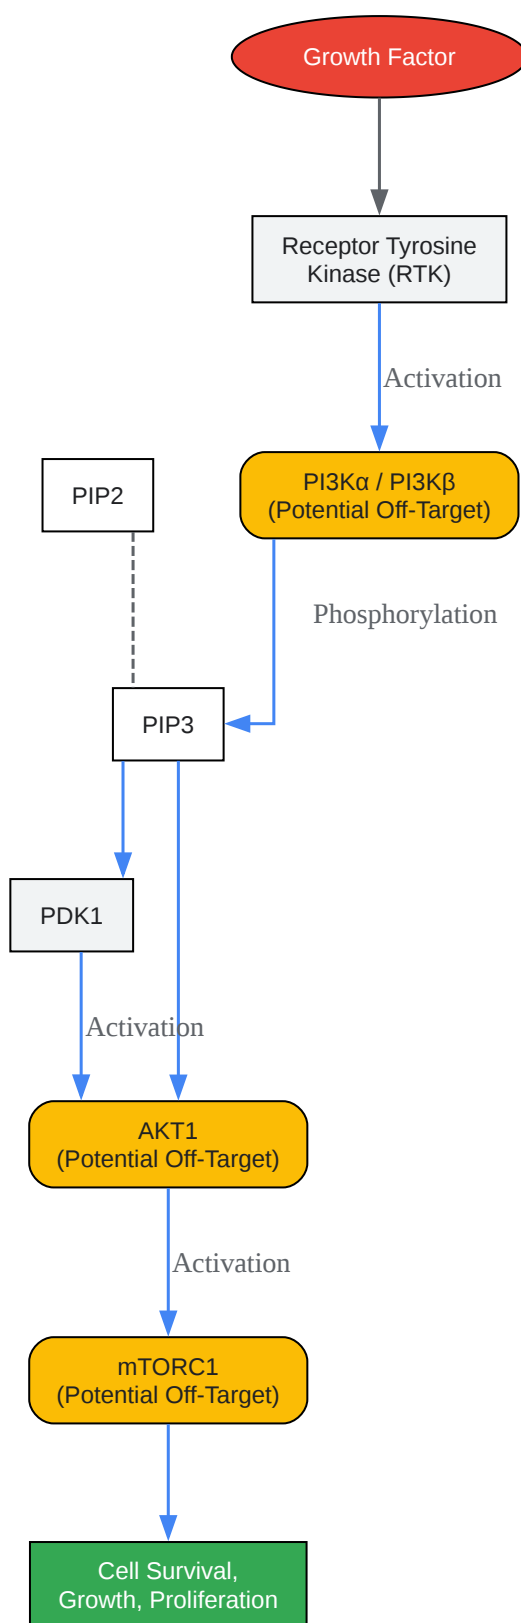 Growth Factor
Receptor Tyrosine
Kinase (RTK)
Activation
PI3Kα / PI3Kβ
(Potential Off-Target)
PIP2
Phosphorylation
PIP3
PDK1
Activation
AKT1
(Potential Off-Target)
Activation
mTORC1
(Potential Off-Target)
Cell Survival,
Growth, Proliferation